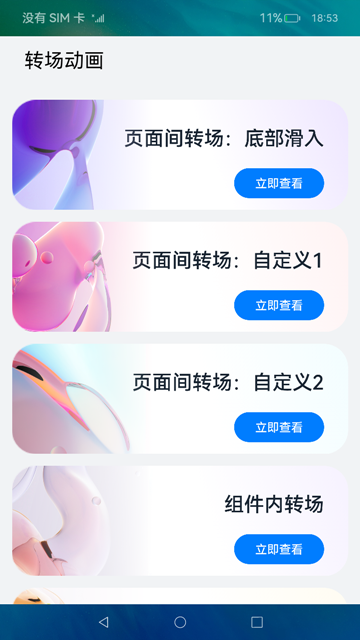 没有 SIM 卡 11% 18:53
转场动画
页面间转场：底部滑入
立即查看
页面间转场：自定义1
立即查看
页面间转场：自定义2
立即查看
组件内转场
立即查看